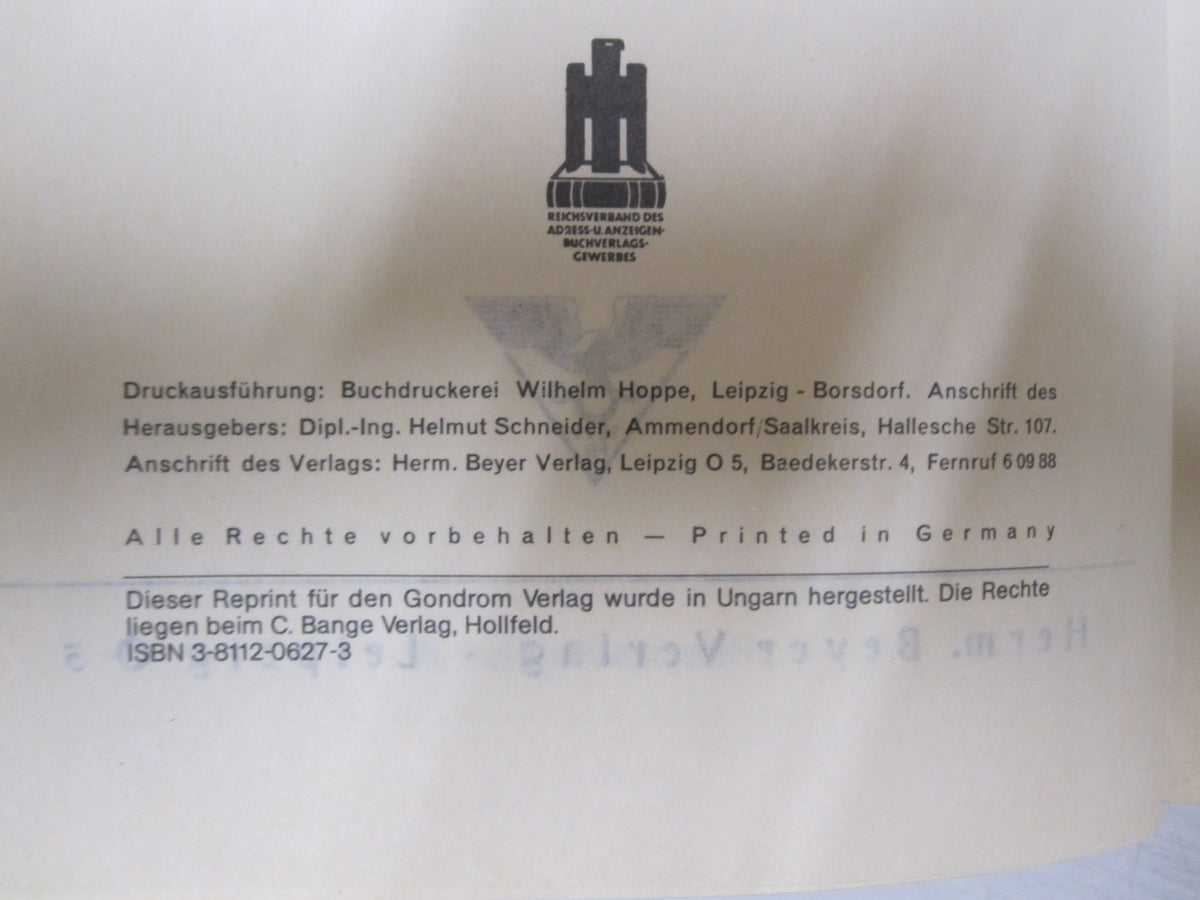 REICHSVERBAND DES
ADRESS-U.ANZEIGEN-
BUCHVERLAGS-
GEWERBES
Druckausführung: Buchdruckerei Wilhelm Hoppe, Leipzig - Borsdorf. Anschrift des
Herausgebers: Dipl.-Ing. Helmut Schneider, Ammendorf/Saalkreis, Hallesche Str. 107.
Anschrift des Verlags: Herm. Beyer Verlag, Leipzig O 5, Baedekerstr. 4, Fernruf 6 09 88
Alle Rechte vorbehalten — Printed in Germany
Dieser Reprint für den Gondrom Verlag wurde in Ungarn hergestellt. Die Rechte
liegen beim C. Bange Verlag, Hollfeld.
ISBN 3-8112-0627-3
Herm. Beyer Verlag · Leipzig O 5